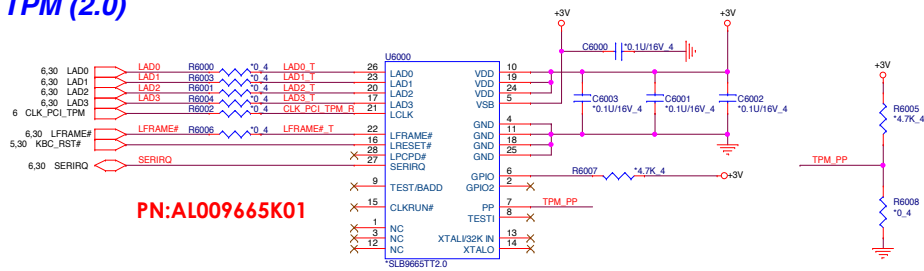 TPM (2.0)
+3V
+3V
C6000 *0.1U/16V_4
U6000
6,30 LAD0 LAD0 R6000 *0_4 LAD0_T 26 LAD0 VDD 10
6,30 LAD1 LAD1 R6003 *0_4 LAD1_T 23 LAD1 VDD 19
6,30 LAD2 LAD2 R6001 *0_4 LAD2_T 20 LAD2 VDD 24
6,30 LAD3 LAD3 R6004 *0_4 LAD3_T 17 LAD3 VSB 5
6 CLK_PCI_TPM R6002 *0_4 CLK_PCI_TPM_R 21 LCLK
C6003 *0.1U/16V_4
C6001 *0.1U/16V_4
C6002 *0.1U/16V_4
+3V
R6005 *4.7K_4
GND 4
6,30 LFRAME# LFRAME# R6006 *0_4 LFRAME#_T 22 LFRAME# GND 11
5,30 KBC_RST# 16 LRESET# GND 18
28 LPCPD# GND 25
6,30 SERIRQ SERIRQ 27 SERIRQ
GPIO 6 R6007 *4.7K_4 +3V
9 TEST/BADD GPIO2 2
TPM_PP
15 CLKRUN# PP 7 TPM_PP
TESTI 8
R6008 *0_4
PN:AL009665K01
1 NC
3 NC XTALI/32K IN 13
12 NC XTALO 14
*SLB9665TT2.0